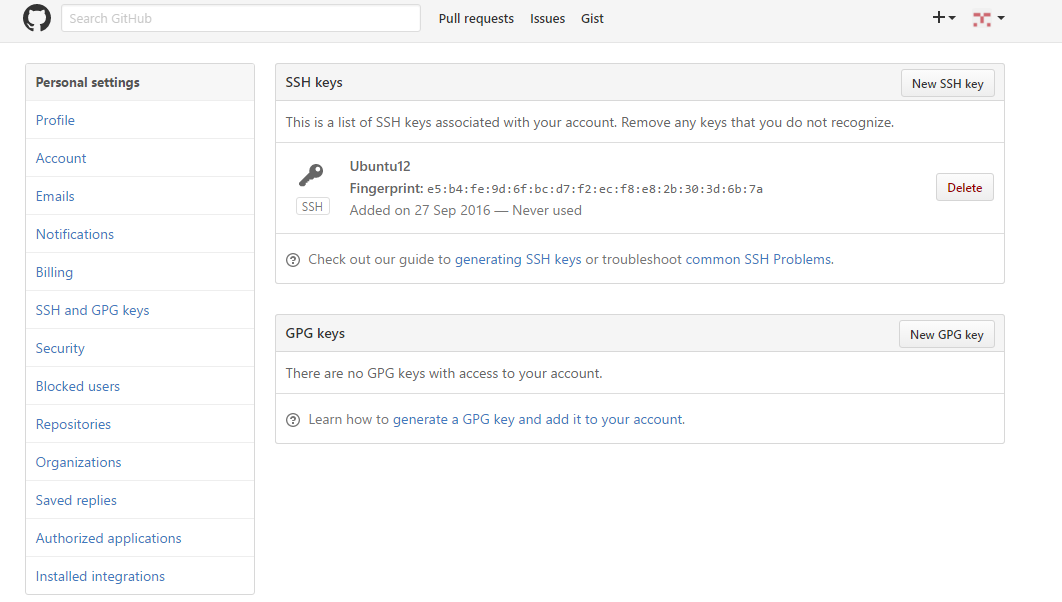 Search GitHub
Pull requests Issues Gist
Personal settings
Profile
Account
Emails
Notifications
Billing
SSH and GPG keys
Security
Blocked users
Repositories
Organizations
Saved replies
Authorized applications
Installed integrations
SSH keys
New SSH key
This is a list of SSH keys associated with your account. Remove any keys that you do not recognize.
SSH
Ubuntu12
Fingerprint: e5:b4:fe:9d:6f:bc:d7:f2:ec:f8:e8:2b:30:3d:6b:7a
Added on 27 Sep 2016 — Never used
Delete
Check out our guide to generating SSH keys or troubleshoot common SSH Problems.
GPG keys
New GPG key
There are no GPG keys with access to your account.
Learn how to generate a GPG key and add it to your account.